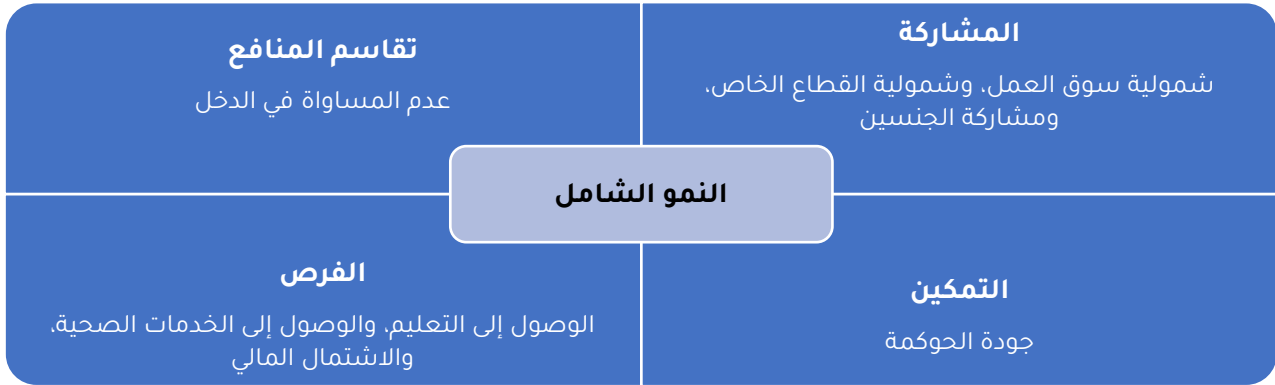 المشاركة
شمولية سوق العمل، وشمولية القطاع الخاص،
ومشاركة الجنسين
تقاسم المنافع
عدم المساواة في الدخل
النمو الشامل
التمكين
جودة الحوكمة
الفرص
الوصول إلى التعليم، والوصول إلى الخدمات الصحية،
والاشتمال المالي